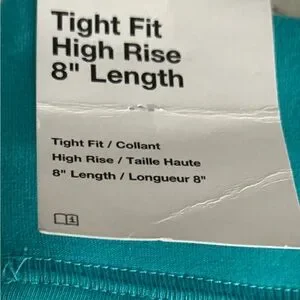 Tight Fit
High Rise
8" Length
Tight Fit / Collant
High Rise / Taille Haute
8" Length / Longueur 8"